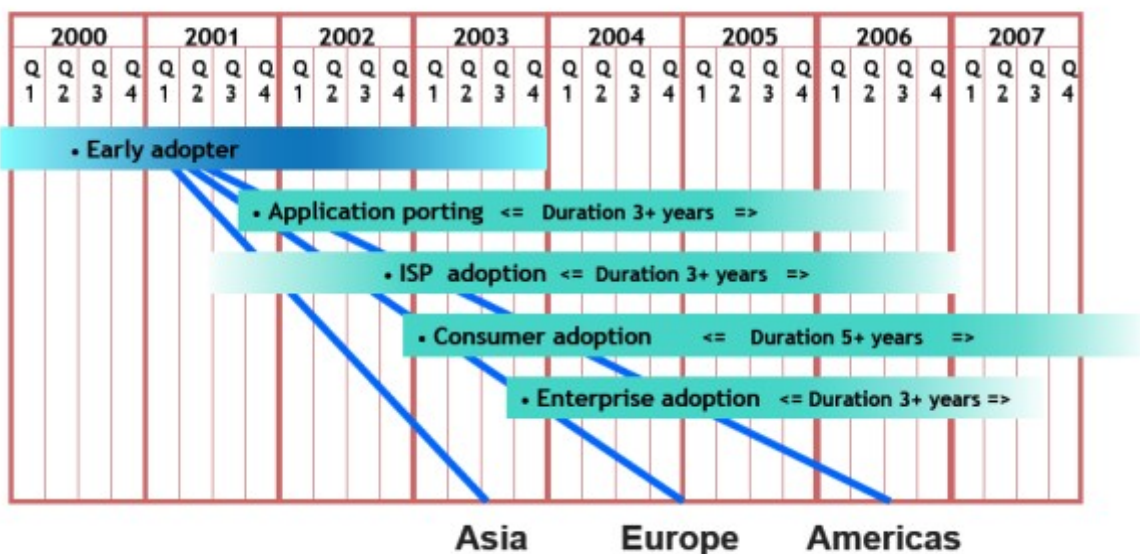 2000 2001 2002 2003 2004 2005 2006 2007
Q Q Q Q Q Q Q Q Q Q Q Q Q Q Q Q Q Q Q Q Q Q Q Q Q Q Q Q Q Q Q Q
1 2 3 4 1 2 3 4 1 2 3 4 1 2 3 4 1 2 3 4 1 2 3 4 1 2 3 4 1 2 3 4
• Early adopter
• Application porting <= Duration 3+ years =>
• ISP adoption <= Duration 3+ years =>
• Consumer adoption <= Duration 5+ years =>
• Enterprise adoption <= Duration 3+ years =>
Asia Europe Americas